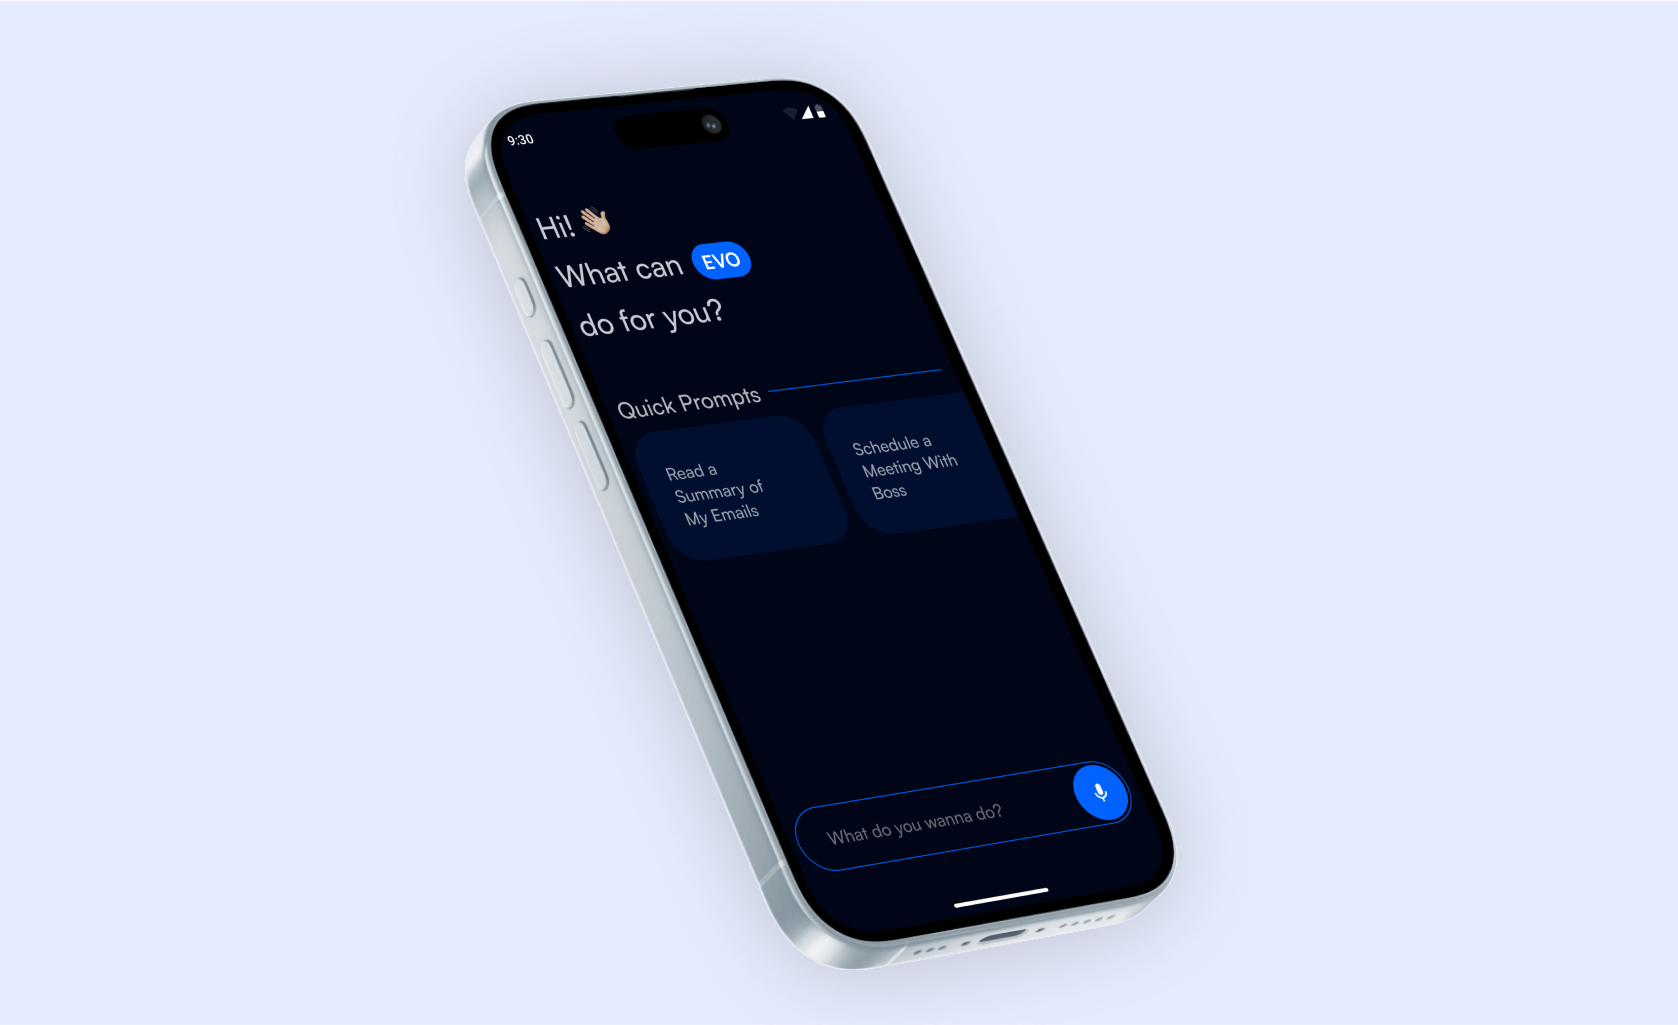 9:30
Hi! 👋🏼
What can EVO
do for you?
Quick Prompts
Read a
Summary of
My Emails
Schedule a
Meeting With
Boss
What do you wanna do?